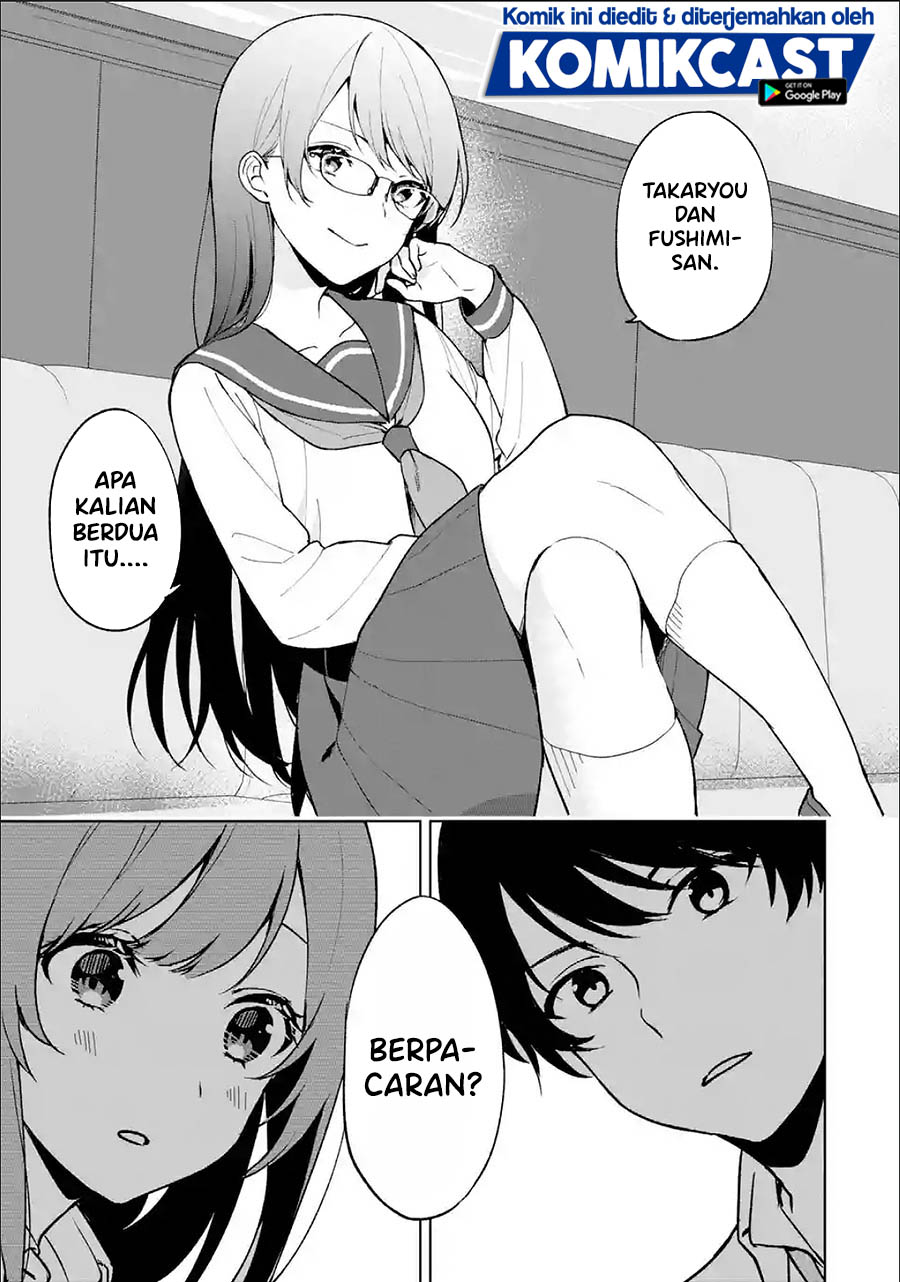 Komik ini diedit & diterjemahkan oleh
KOMIKCAST
GET IT ON
Google Play
TAKARYOU
DAN
FUSHIMI-
SAN.
APA
KALIAN
BERDUA
ITU....
BERPA-
CARAN?